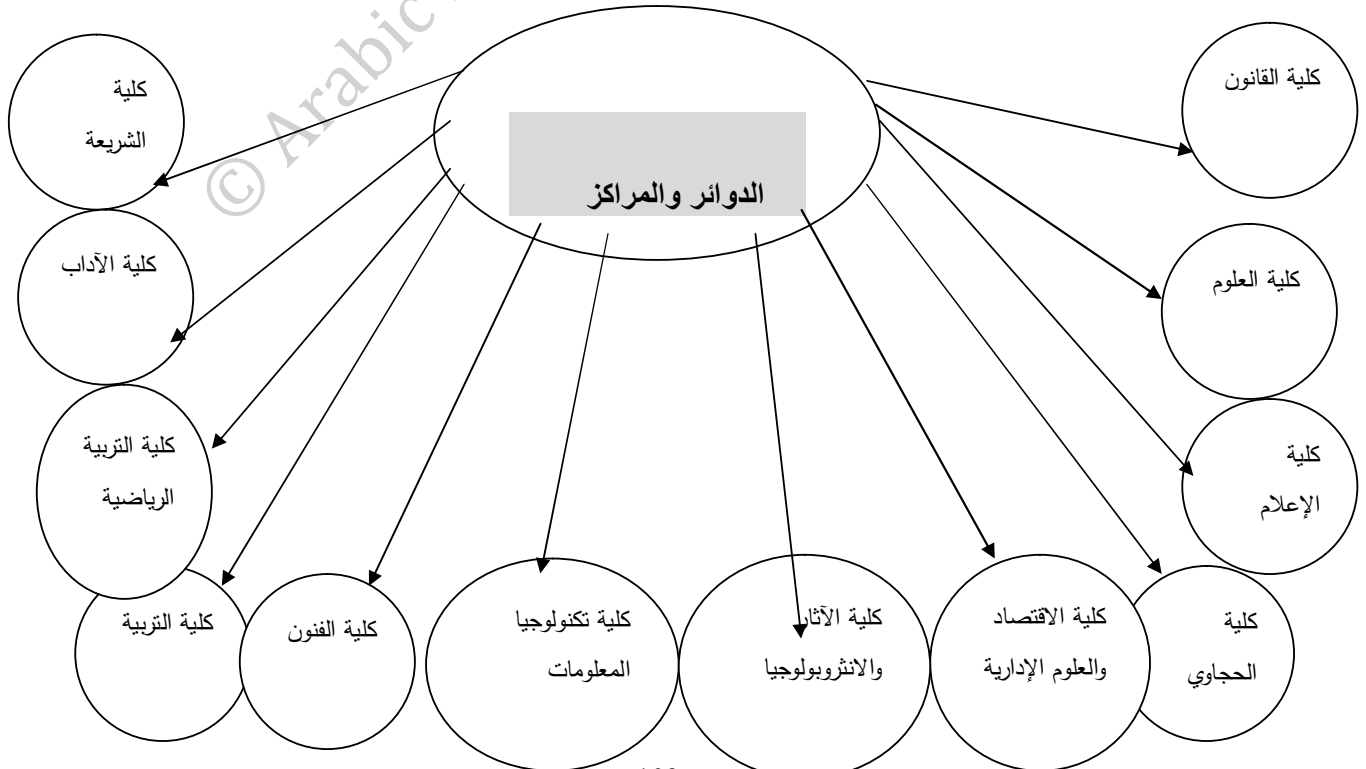 © Arabic
كلية القانون
كلية
الشريعة
الدوائر والمراكز
كلية الآداب
كلية العلوم
كلية التربية
الرياضية
كلية
الإعلام
كلية التربية
كلية الفنون
كلية تكنولوجيا
المعلومات
كلية الآثار
والانثروبولوجيا
كلية الاقتصاد
والعلوم الإدارية
كلية
الحجاوي